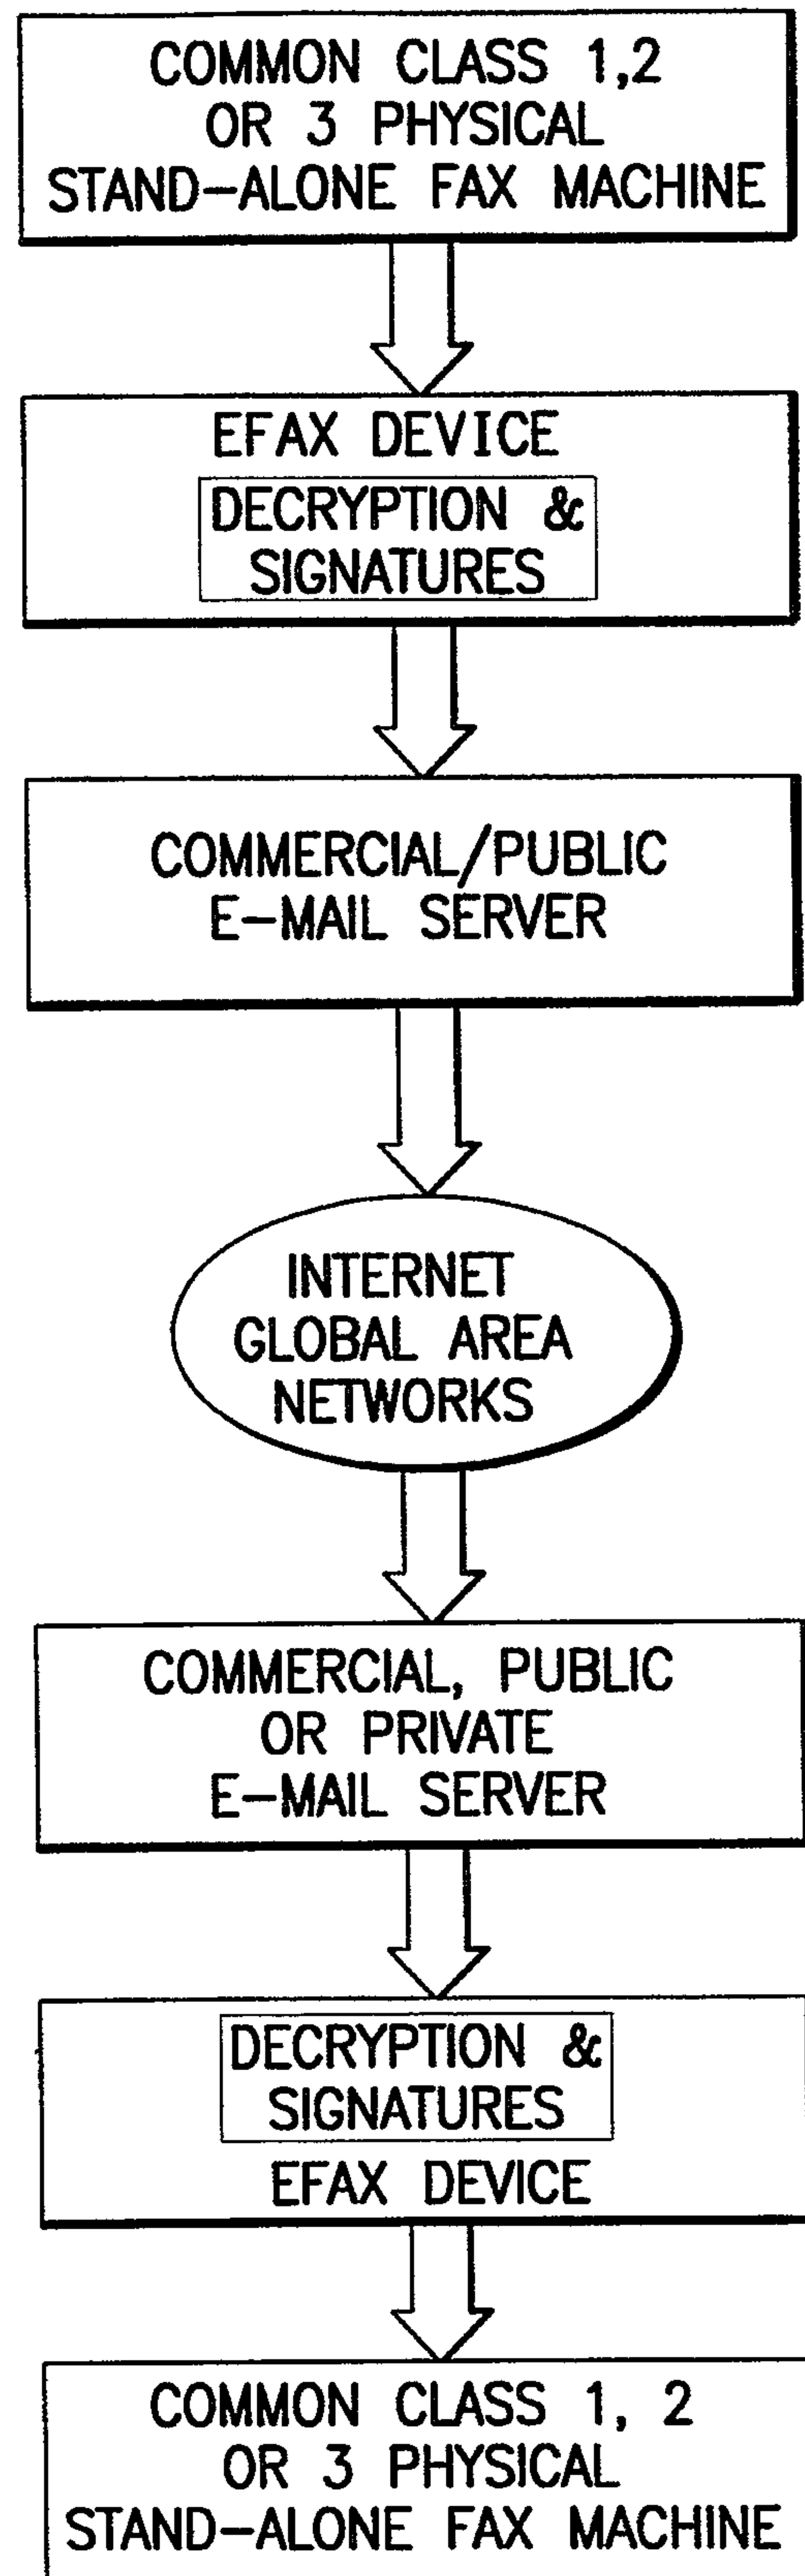 COMMON CLASS 1,2
OR 3 PHYSICAL
STAND-ALONE FAX MACHINE
EFAX DEVICE
DECRYPTION &
SIGNATURES
COMMERCIAL/PUBLIC
E-MAIL SERVER
INTERNET
GLOBAL AREA
NETWORKS
COMMERCIAL, PUBLIC
OR PRIVATE
E-MAIL SERVER
DECRYPTION &
SIGNATURES
EFAX DEVICE
COMMON CLASS 1, 2
OR 3 PHYSICAL
STAND-ALONE FAX MACHINE